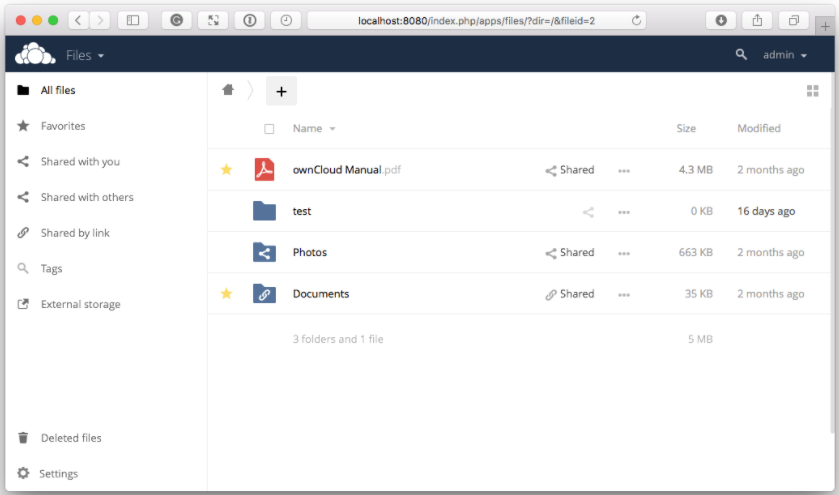 localhost:8080/index.php/apps/files/?dir=/&fileid=2
Files
admin
All files
Favorites
Shared with you
Shared with others
Shared by link
Tags
External storage
Deleted files
Settings
Name Size Modified
ownCloud Manual.pdf Shared 4.3 MB 2 months ago
test 0 KB 16 days ago
Photos Shared 663 KB 2 months ago
Documents Shared 35 KB 2 months ago
3 folders and 1 file 5 MB